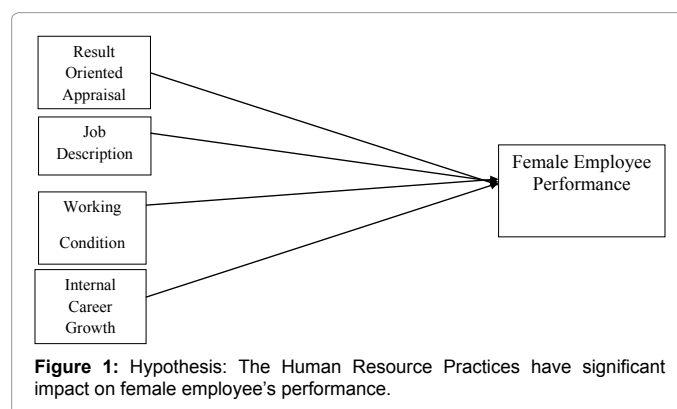 Result
Oriented
Appraisal
Job
Description
Working
Condition
Internal
Career
Growth
Female Employee
Performance
Figure 1: Hypothesis: The Human Resource Practices have significant
impact on female employee’s performance.